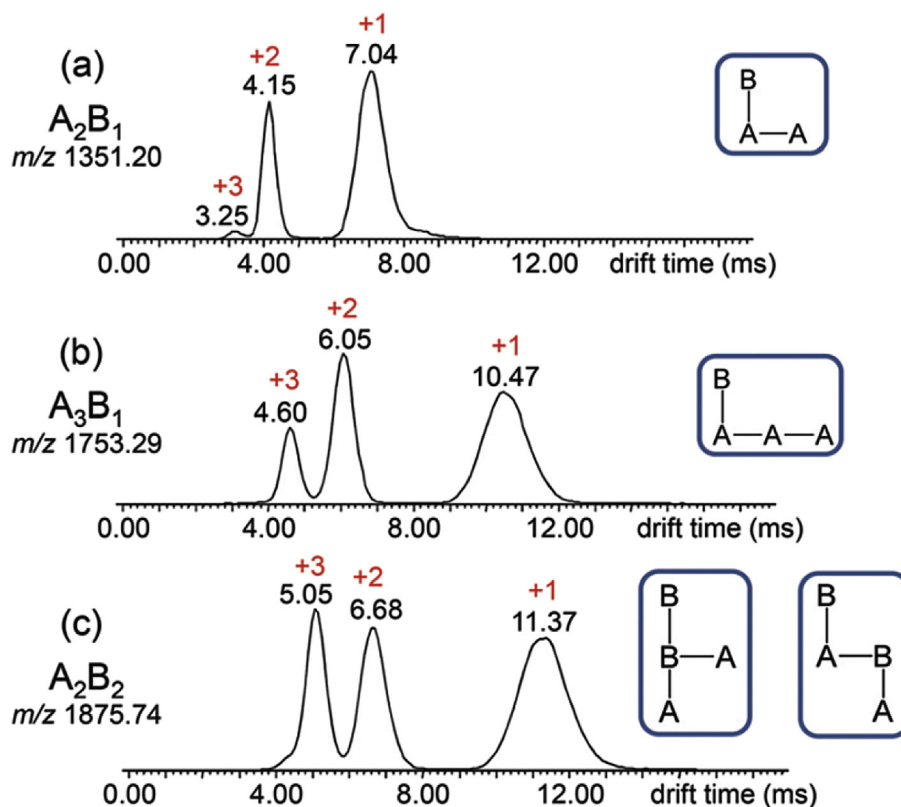 (a)
A₂B₁
m/z 1351.20
+3
3.25
+2
4.15
+1
7.04
B
A — A
0.00 4.00 8.00 12.00 drift time (ms)
(b)
A₃B₁
m/z 1753.29
+3
4.60
+2
6.05
+1
10.47
B
A — A — A
0.00 4.00 8.00 12.00 drift time (ms)
(c)
A₂B₂
m/z 1875.74
+3
5.05
+2
6.68
+1
11.37
B
B — A
A
B
A — B
A
0.00 4.00 8.00 12.00 drift time (ms)